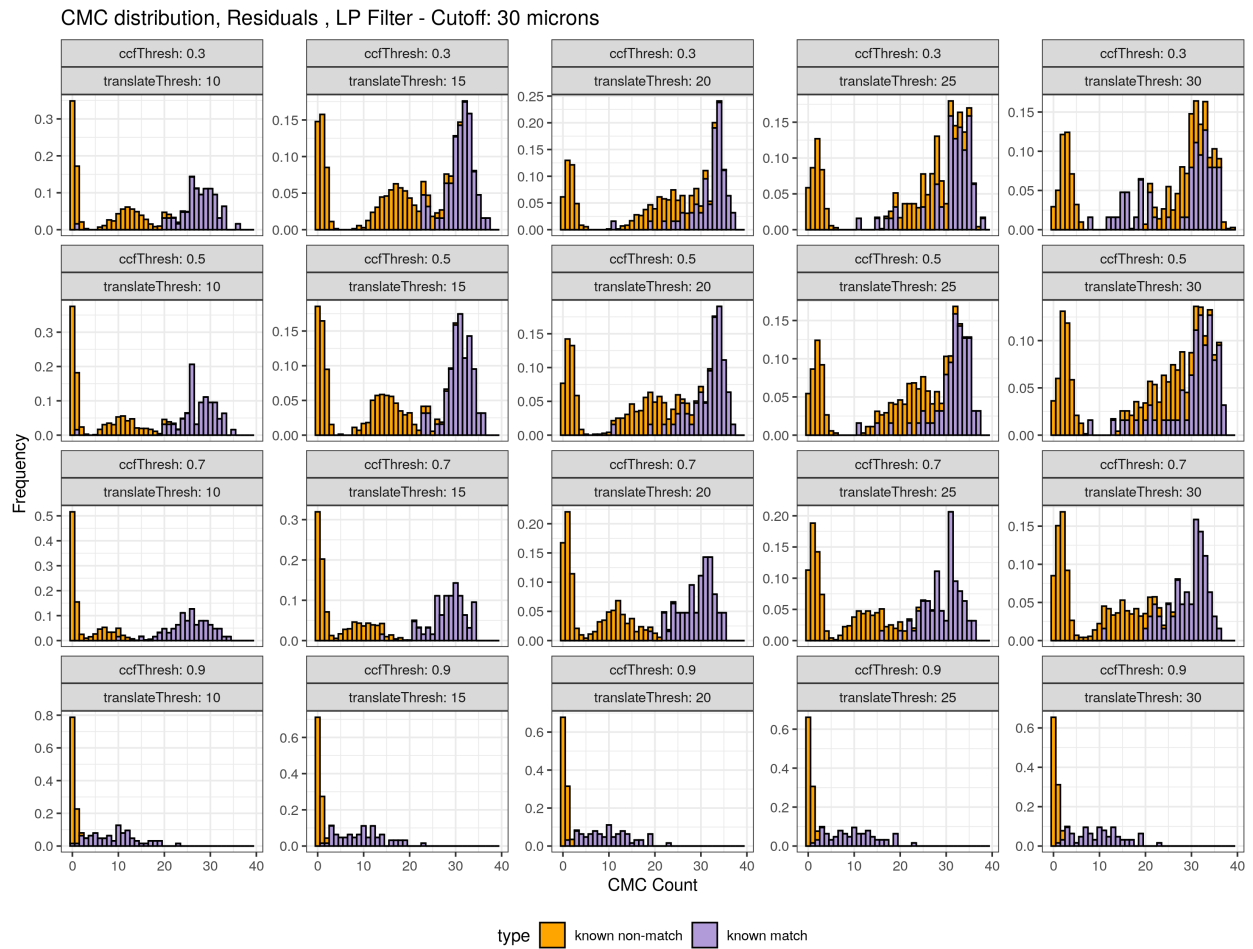 CMC distribution, Residuals , LP Filter - Cutoff: 30 microns
ccfThresh: 0.3 ccfThresh: 0.3 ccfThresh: 0.3 ccfThresh: 0.3 ccfThresh: 0.3
translateThresh: 10 translateThresh: 15 translateThresh: 20 translateThresh: 25 translateThresh: 30
0.3 0.2 0.1 0.0
0.15 0.10 0.05 0.00
0.25 0.20 0.15 0.10 0.05 0.00
0.15 0.10 0.05 0.00
0.15 0.10 0.05 0.00
ccfThresh: 0.5 ccfThresh: 0.5 ccfThresh: 0.5 ccfThresh: 0.5 ccfThresh: 0.5
translateThresh: 10 translateThresh: 15 translateThresh: 20 translateThresh: 25 translateThresh: 30
0.3 0.2 0.1 0.0
0.15 0.10 0.05 0.00
0.15 0.10 0.05 0.00
0.15 0.10 0.05 0.00
0.10 0.05 0.00
Frequency
ccfThresh: 0.7 ccfThresh: 0.7 ccfThresh: 0.7 ccfThresh: 0.7 ccfThresh: 0.7
translateThresh: 10 translateThresh: 15 translateThresh: 20 translateThresh: 25 translateThresh: 30
0.5 0.4 0.3 0.2 0.1 0.0
0.3 0.2 0.1 0.0
0.20 0.15 0.10 0.05 0.00
0.20 0.15 0.10 0.05 0.00
0.15 0.10 0.05 0.00
ccfThresh: 0.9 ccfThresh: 0.9 ccfThresh: 0.9 ccfThresh: 0.9 ccfThresh: 0.9
translateThresh: 10 translateThresh: 15 translateThresh: 20 translateThresh: 25 translateThresh: 30
0.8 0.6 0.4 0.2 0.0
0.6 0.4 0.2 0.0
0.6 0.4 0.2 0.0
0.6 0.4 0.2 0.0
0.6 0.4 0.2 0.0
0 10 20 30 40 0 10 20 30 40 0 10 20 30 40 0 10 20 30 40 0 10 20 30 40
CMC Count
type known non-match known match